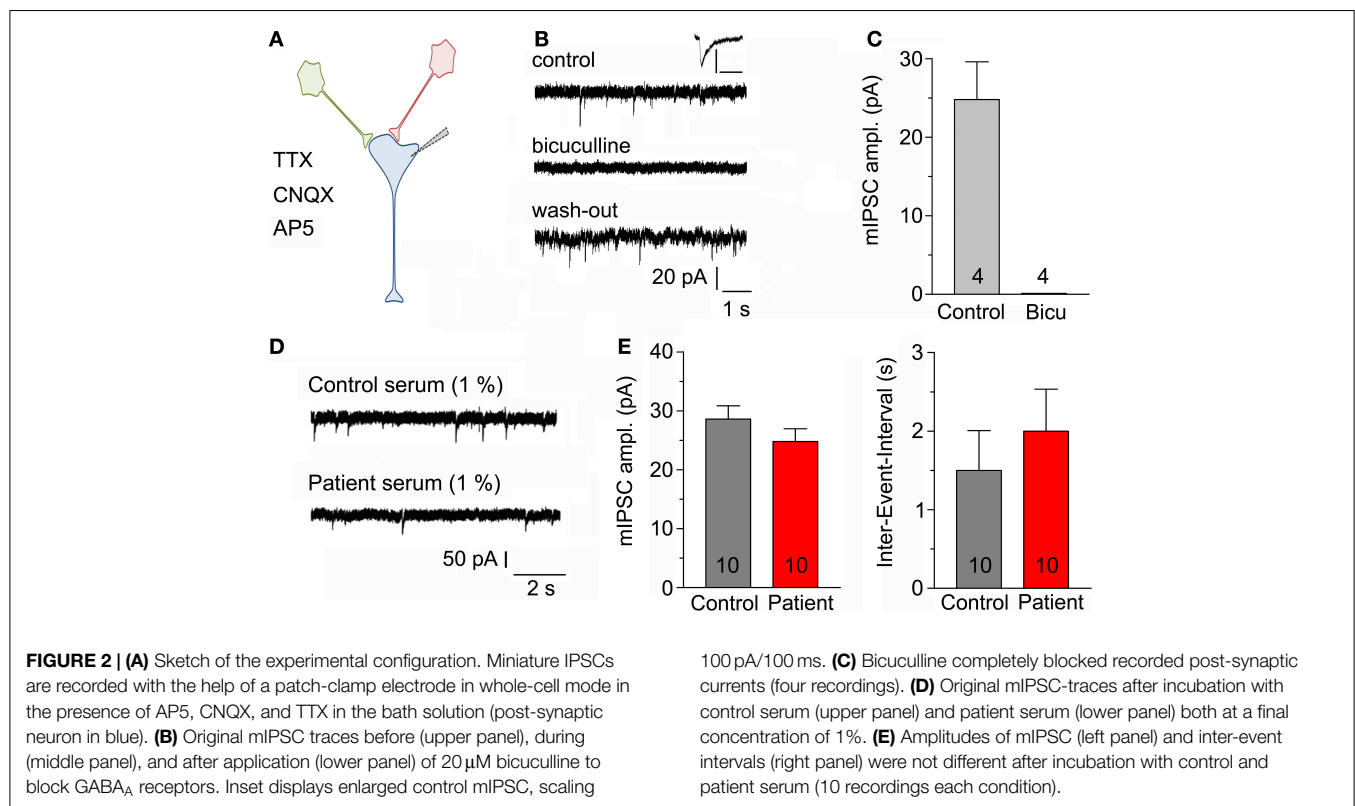 A
TTX
CNQX
AP5
B
control
bicuculline
wash-out
20 pA
1 s
C
mIPSC ampl. (pA)
30
20
10
0
4
4
Control
Bicu
D
Control serum (1 %)
Patient serum (1 %)
50 pA
2 s
E
mIPSC ampl. (pA)
40
30
20
10
0
10
10
Control
Patient
Inter-Event-Interval (s)
3
2
1
0
10
10
Control
Patient
FIGURE 2 | (A) Sketch of the experimental configuration. Miniature IPSCs
are recorded with the help of a patch-clamp electrode in whole-cell mode in
the presence of AP5, CNQX, and TTX in the bath solution (post-synaptic
neuron in blue). (B) Original mIPSC traces before (upper panel), during
(middle panel), and after application (lower panel) of 20 μM bicuculline to
block GABAA receptors. Inset displays enlarged control mIPSC, scaling
100 pA/100 ms. (C) Bicuculline completely blocked recorded post-synaptic
currents (four recordings). (D) Original mIPSC-traces after incubation with
control serum (upper panel) and patient serum (lower panel) both at a final
concentration of 1%. (E) Amplitudes of mIPSC (left panel) and inter-event
intervals (right panel) were not different after incubation with control and
patient serum (10 recordings each condition).